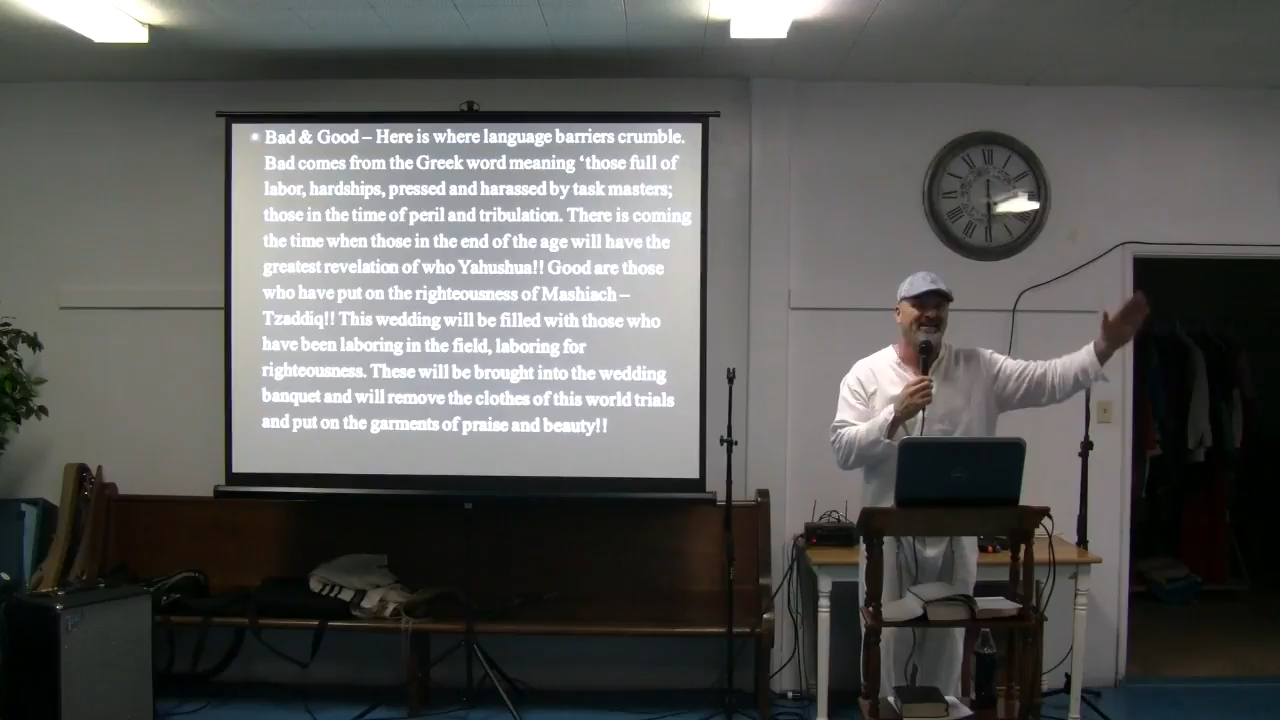 • Bad & Good – Here is where language barriers crumble.
Bad comes from the Greek word meaning ‘those full of
labor, hardships, pressed and harassed by task masters;
those in the time of peril and tribulation. There is coming
the time when those in the end of the age will have the
greatest revelation of who Yahushua!! Good are those
who have put on the righteousness of Mashiach –
Tzaddiq!! This wedding will be filled with those who
have been laboring in the field, laboring for
righteousness. These will be brought into the wedding
banquet and will remove the clothes of this world trials
and put on the garments of praise and beauty!!